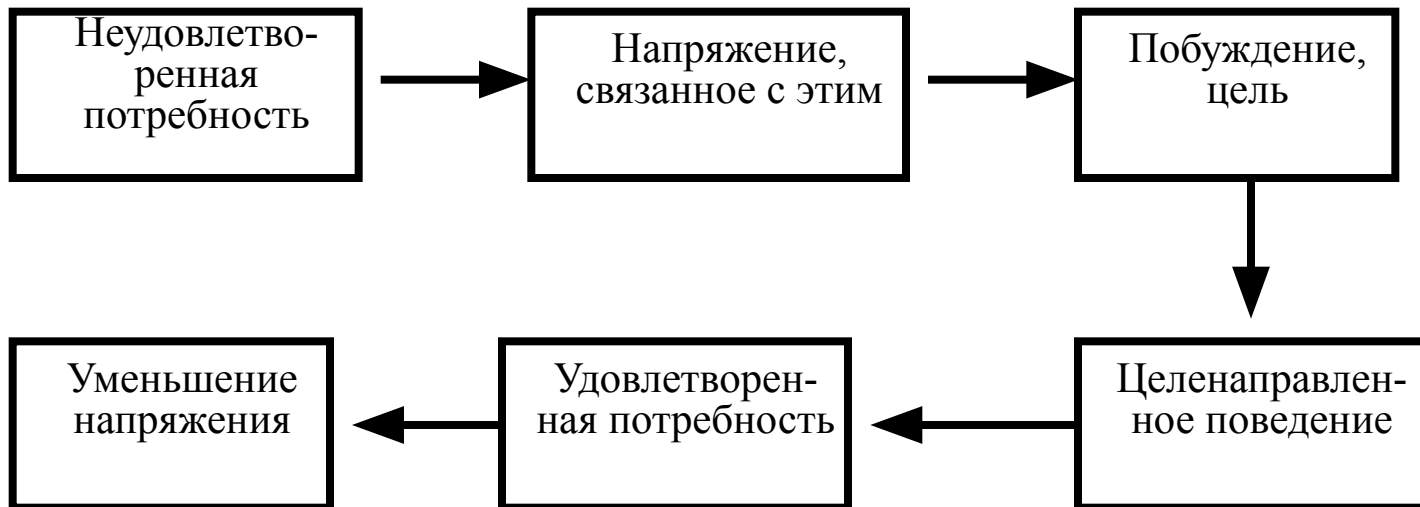 Неудовлетво-
ренная
потребность
Напряжение,
связанное с этим
Побуждение,
цель
Уменьшение
напряжения
Удовлетворен-
ная потребность
Целенаправлен-
ное поведение